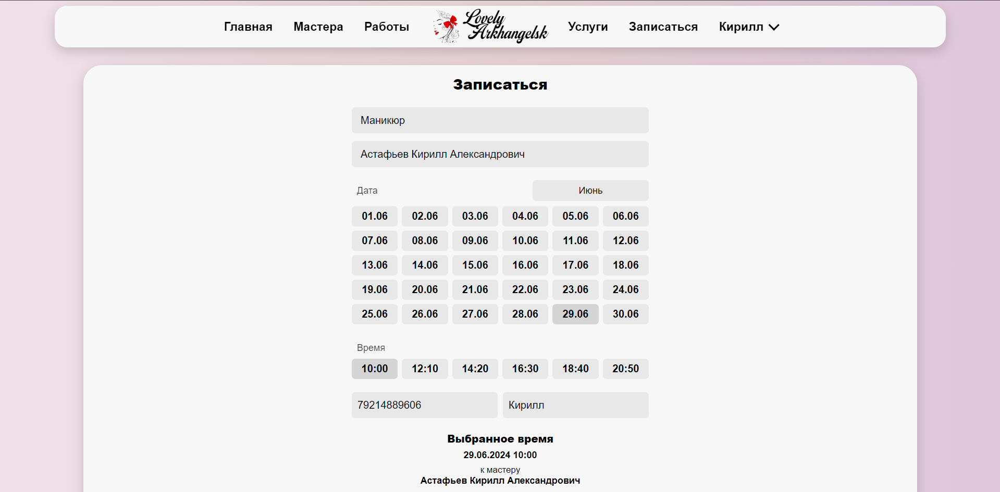 Главная Мастера Работы Lovely Arkhangelsk Услуги Записаться Кирилл
Записаться
Маникюр
Астафьев Кирилл Александрович
Дата Июнь
01.06 02.06 03.06 04.06 05.06 06.06
07.06 08.06 09.06 10.06 11.06 12.06
13.06 14.06 15.06 16.06 17.06 18.06
19.06 20.06 21.06 22.06 23.06 24.06
25.06 26.06 27.06 28.06 29.06 30.06
Время
10:00 12:10 14:20 16:30 18:40 20:50
79214889606 Кирилл
Выбранное время
29.06.2024 10:00
к мастеру
Астафьев Кирилл Александрович